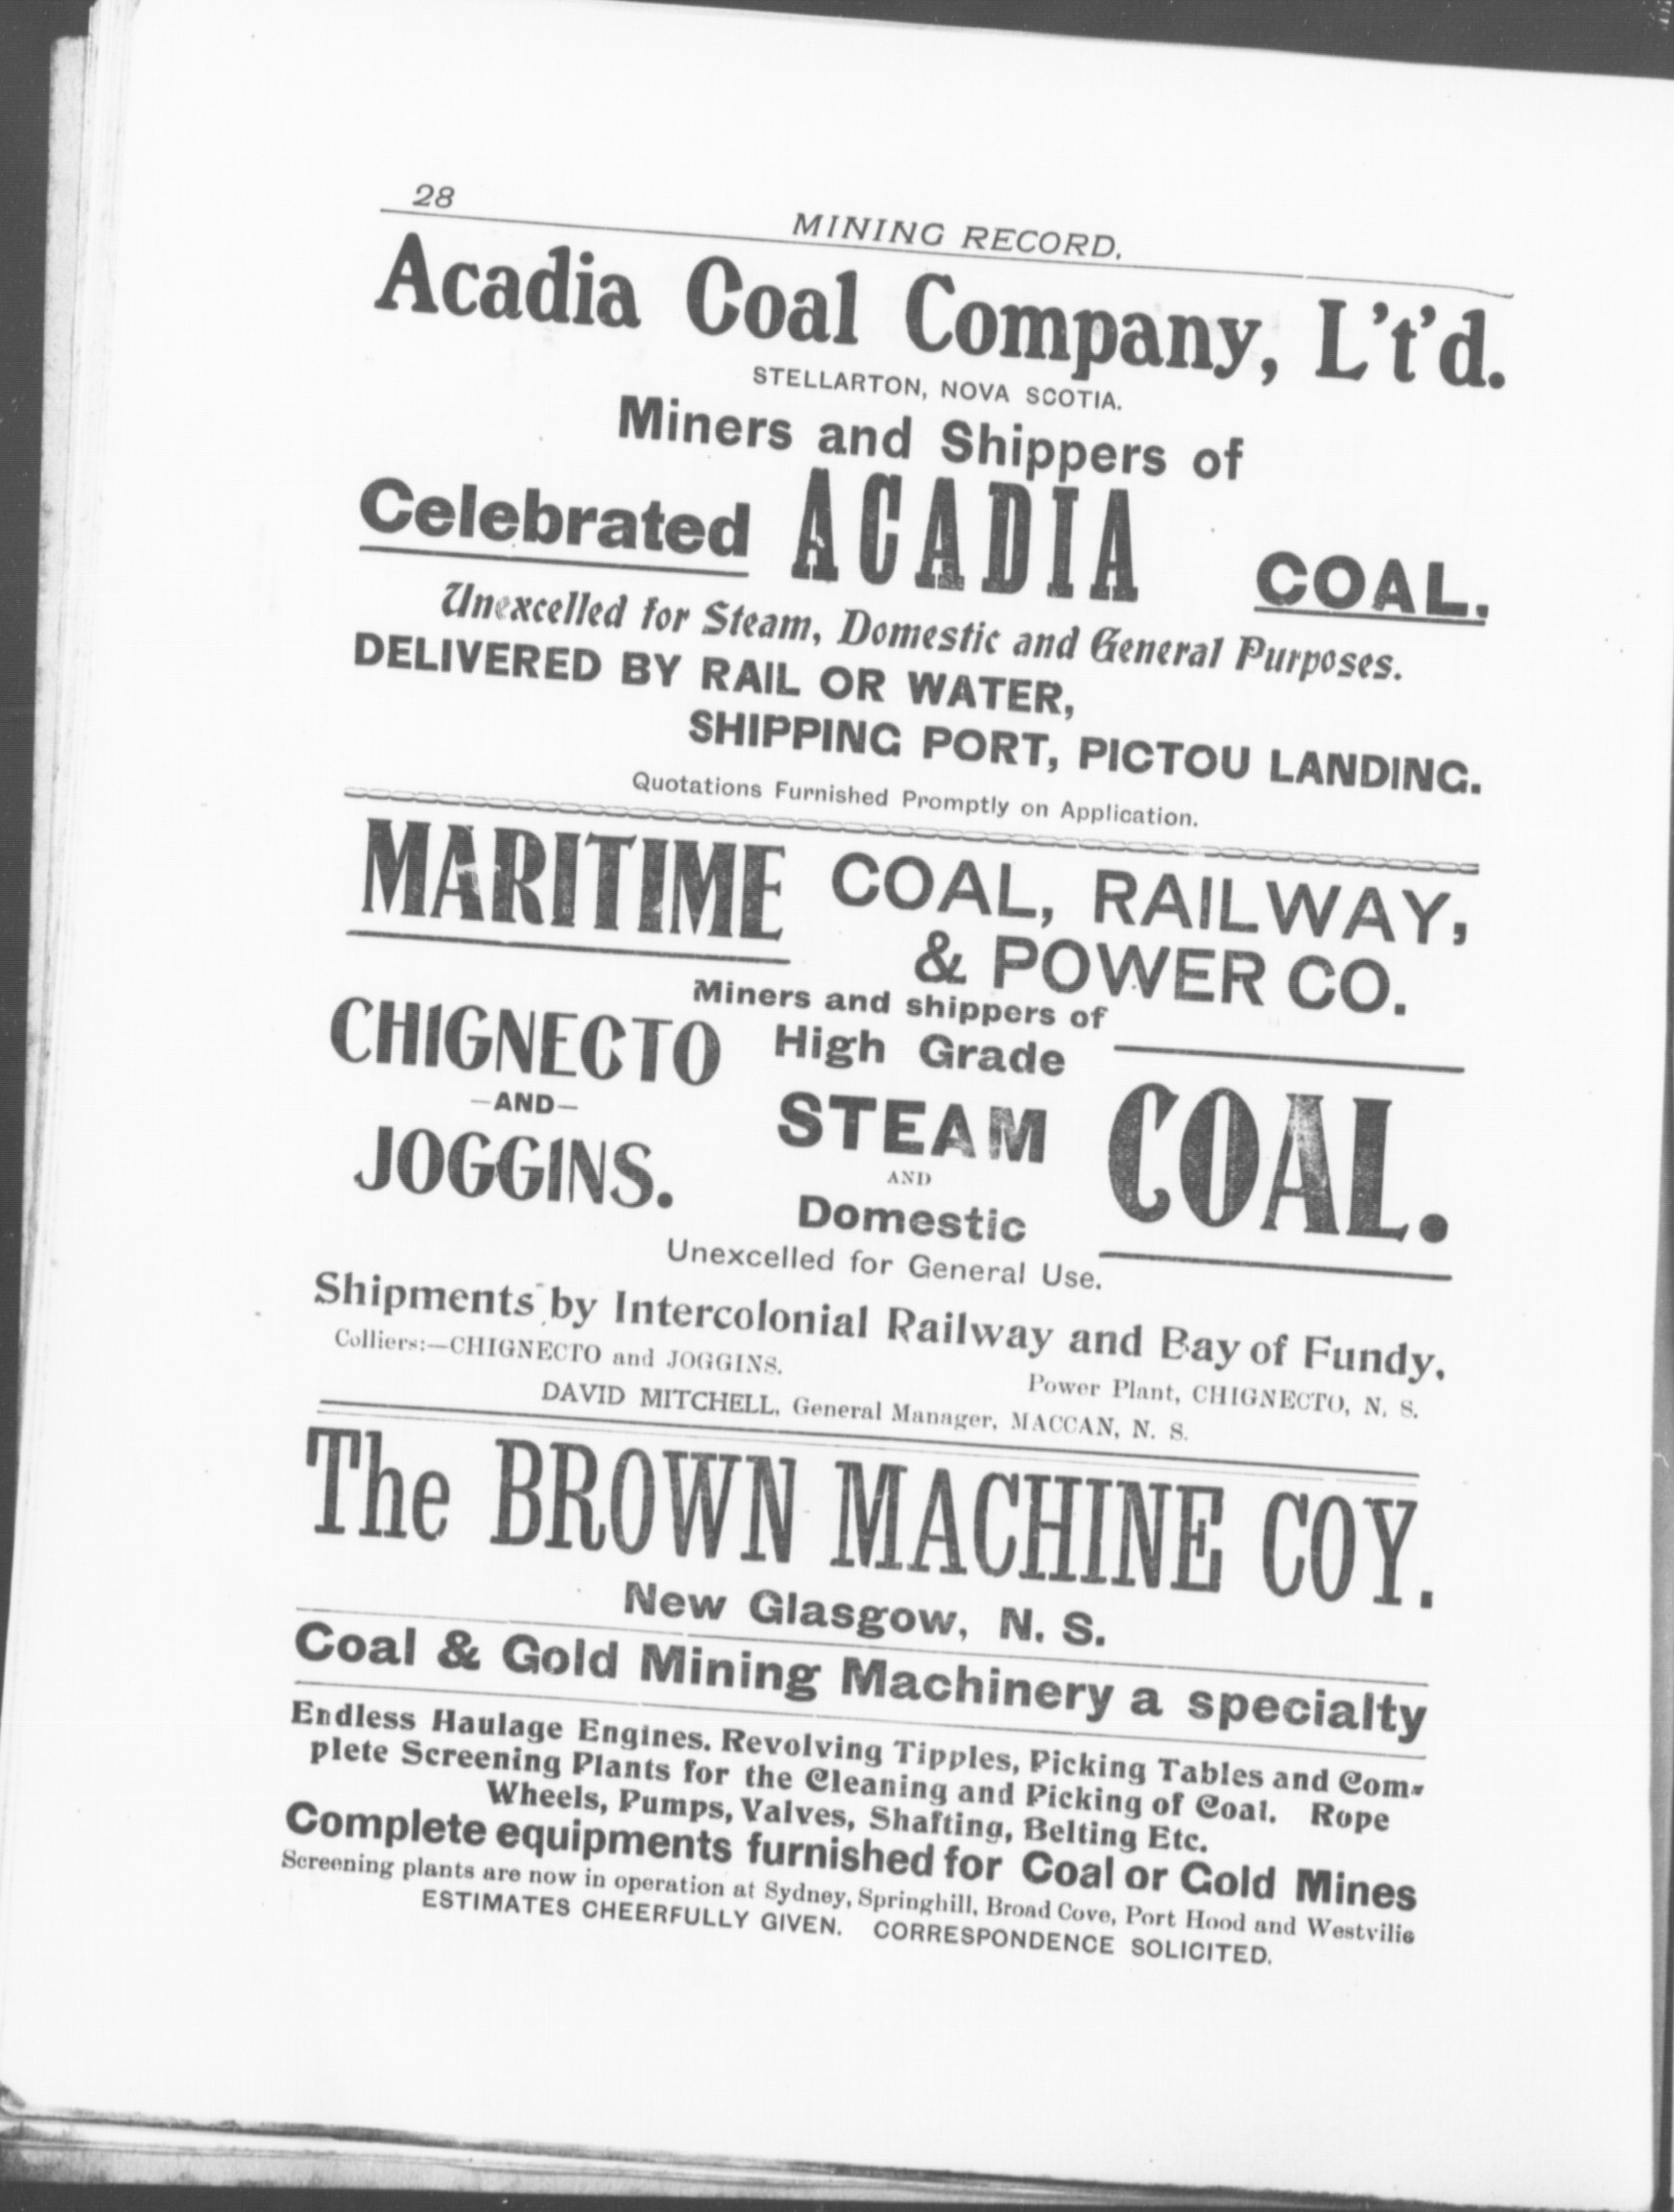 28
MINING RECORD.
Acadia Coal Company, L't'd.
STELLARTON, NOVA SCOTIA.
Miners and Shippers of
Celebrated ACADIA COAL.
Unexcelled for Steam, Domestic and General Purposes.
DELIVERED BY RAIL OR WATER,
SHIPPING PORT, PICTOU LANDING.
Quotations Furnished Promptly on Application.
MARITIME COAL, RAILWAY,
& POWER CO.
Miners and shippers of
CHIGNECTO
—AND—
JOGGINS.
High Grade
STEAM
AND
Domestic
COAL.
Unexcelled for General Use.
Shipments by Intercolonial Railway and Bay of Fundy.
Colliers:—CHIGNECTO and JOGGINS.
Power Plant, CHIGNECTO, N. S.
DAVID MITCHELL, General Manager, MACCAN, N. S.
The BROWN MACHINE COY.
New Glasgow, N. S.
Coal & Gold Mining Machinery a specialty
Endless Haulage Engines. Revolving Tipples, Picking Tables and Com-
plete Screening Plants for the Cleaning and Picking of Coal. Rope
Wheels, Pumps, Valves, Shafting, Belting Etc.
Complete equipments furnished for Coal or Gold Mines
Screening plants are now in operation at Sydney, Springhill, Broad Cove, Port Hood and Westville
ESTIMATES CHEERFULLY GIVEN. CORRESPONDENCE SOLICITED.